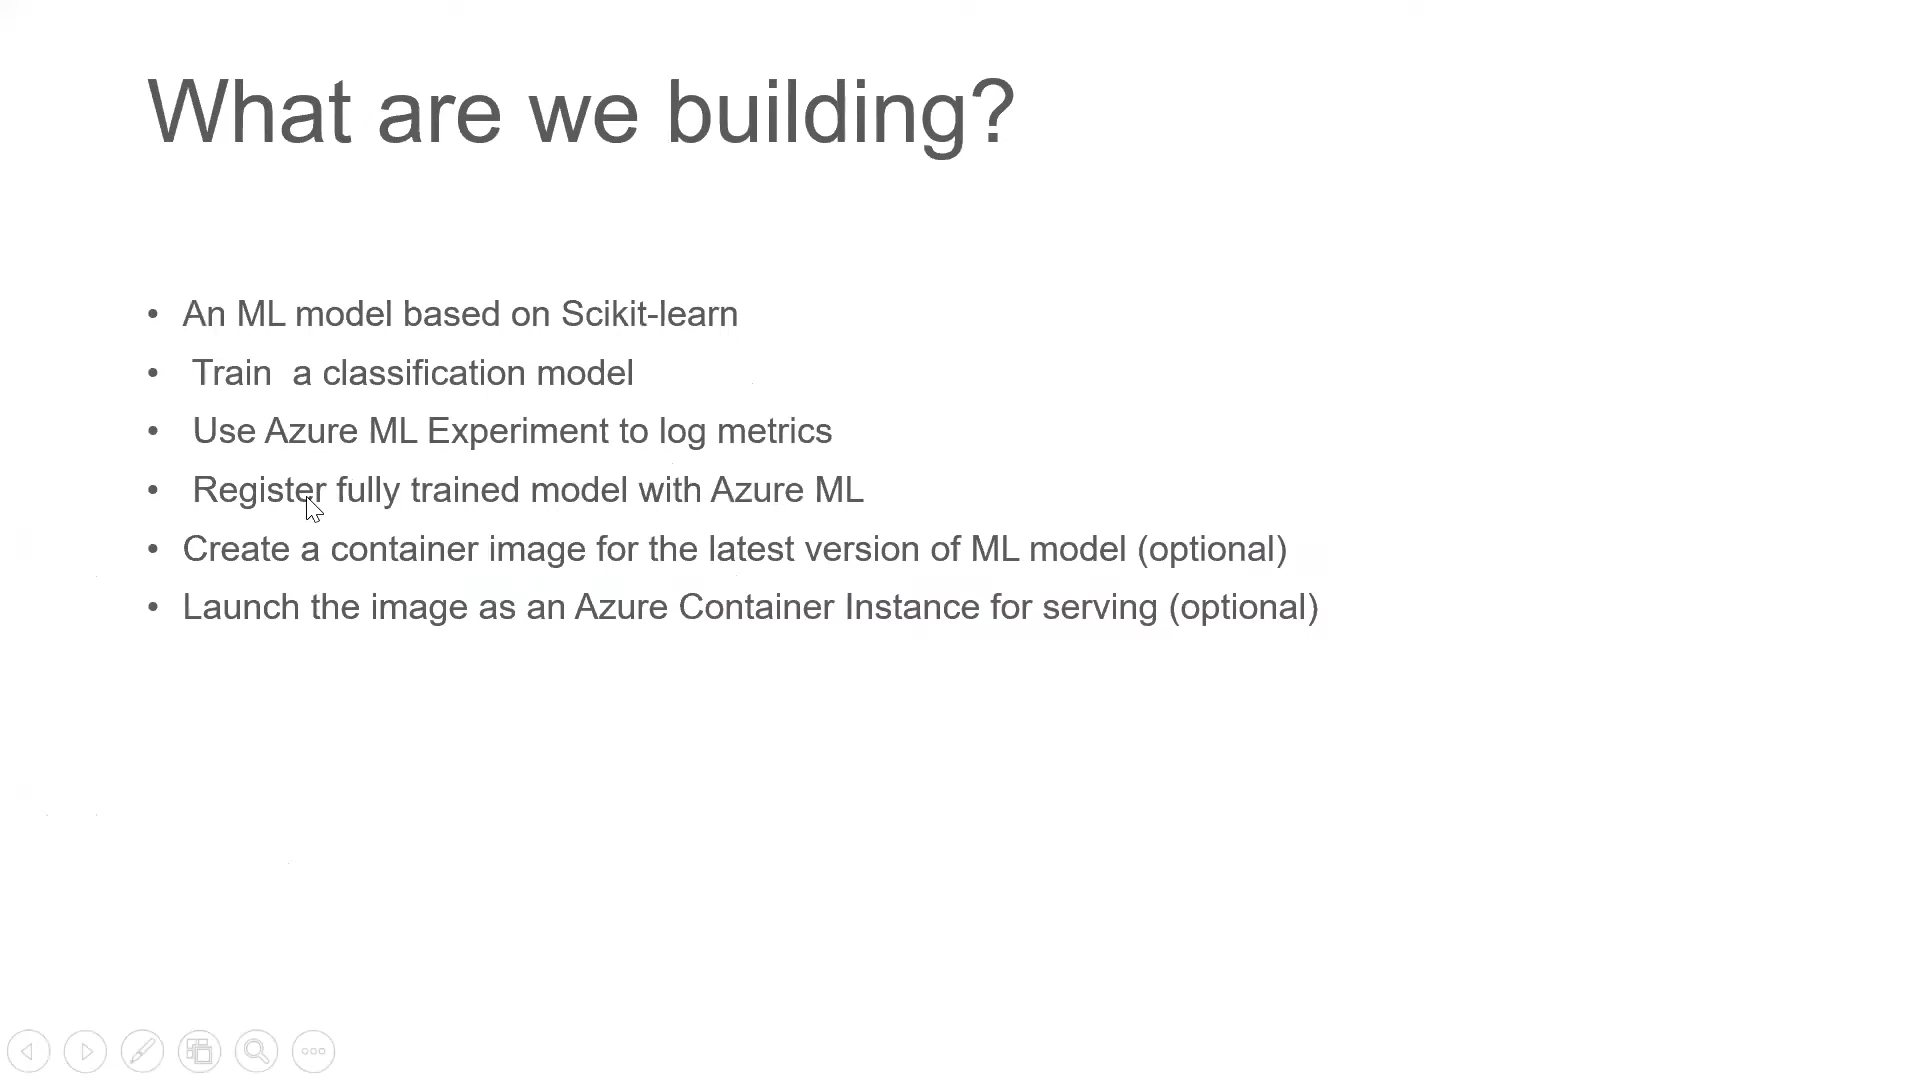 What are we building?
• An ML model based on Scikit-learn
• Train  a classification model
• Use Azure ML Experiment to log metrics
• Register fully trained model with Azure ML
• Create a container image for the latest version of ML model (optional)
• Launch the image as an Azure Container Instance for serving (optional)